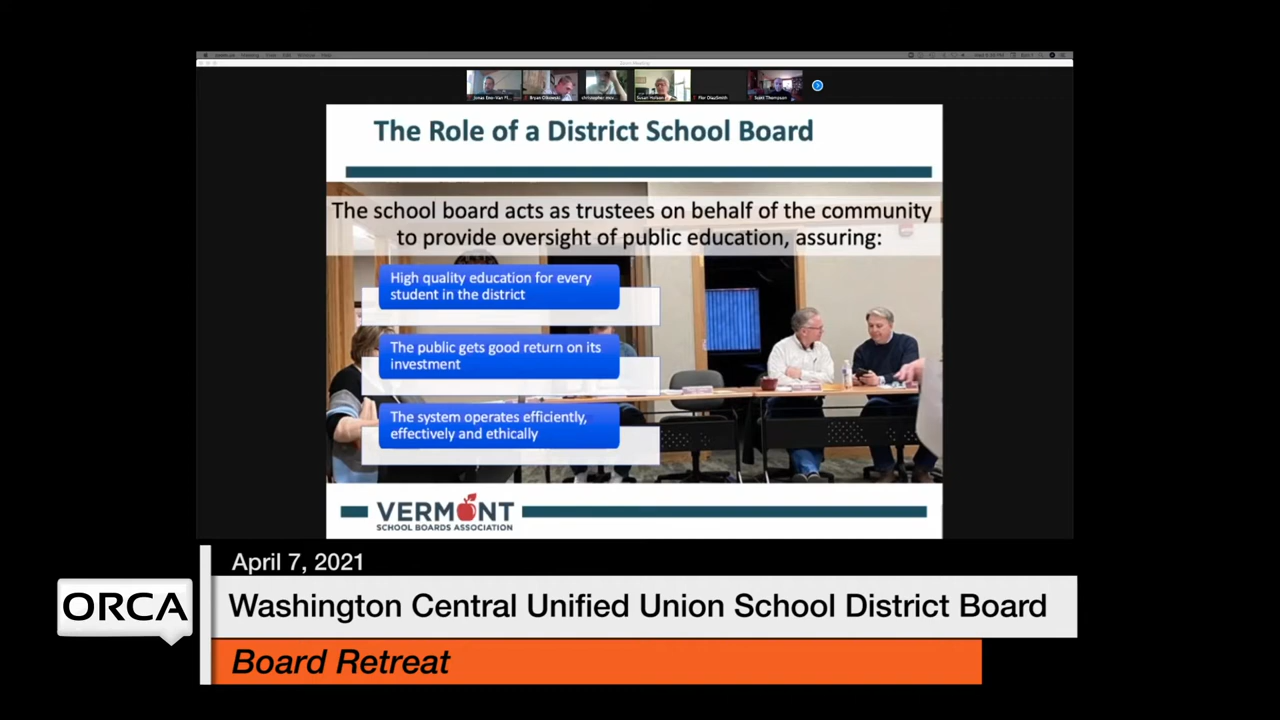 The Role of a District School Board
The school board acts as trustees on behalf of the community
to provide oversight of public education, assuring:
High quality education for every
student in the district
The public gets good return on its
investment
The system operates efficiently,
effectively and ethically
VERMONT
SCHOOL BOARDS ASSOCIATION
April 7, 2021
ORCA
Washington Central Unified Union School District Board
Board Retreat